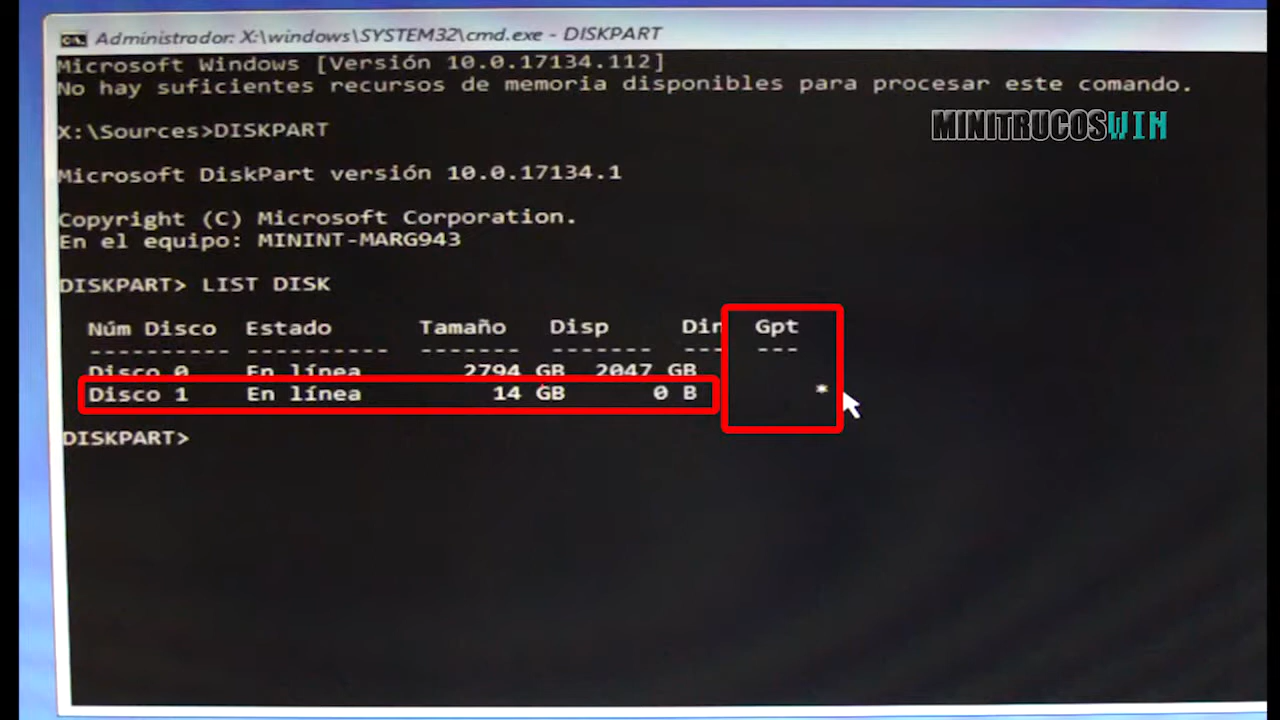 Administrador: X:\windows\SYSTEM32\cmd.exe - DISKPART
Microsoft Windows [Versión 10.0.17134.112]
No hay suficientes recursos de memoria disponibles para procesar este comando.
MINITRUCOSWIN
X:\Sources>DISKPART
Microsoft DiskPart versión 10.0.17134.1
Copyright (C) Microsoft Corporation.
En el equipo: MININT-MARG943
DISKPART> LIST DISK
Núm Disco Estado Tamaño Disp Din Gpt
---------- ---------- ------- ------- --- ---
Disco 0 En línea 2794 GB 2047 GB
Disco 1 En línea 14 GB 0 B *
DISKPART>